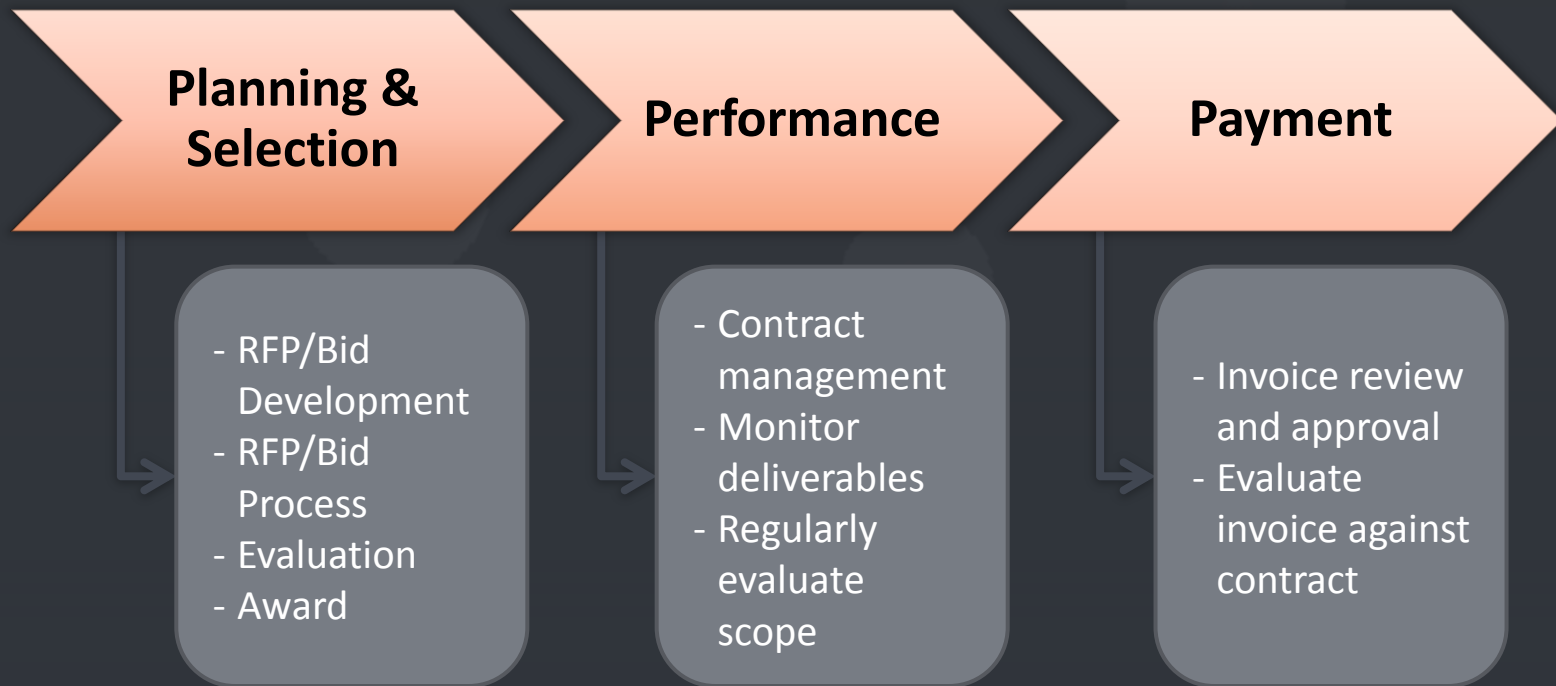 Planning &
Selection
Performance
Payment
- RFP/Bid
Development
- RFP/Bid
Process
- Evaluation
- Award
- Contract
management
- Monitor
deliverables
- Regularly
evaluate
scope
- Invoice review
and approval
- Evaluate
invoice against
contract